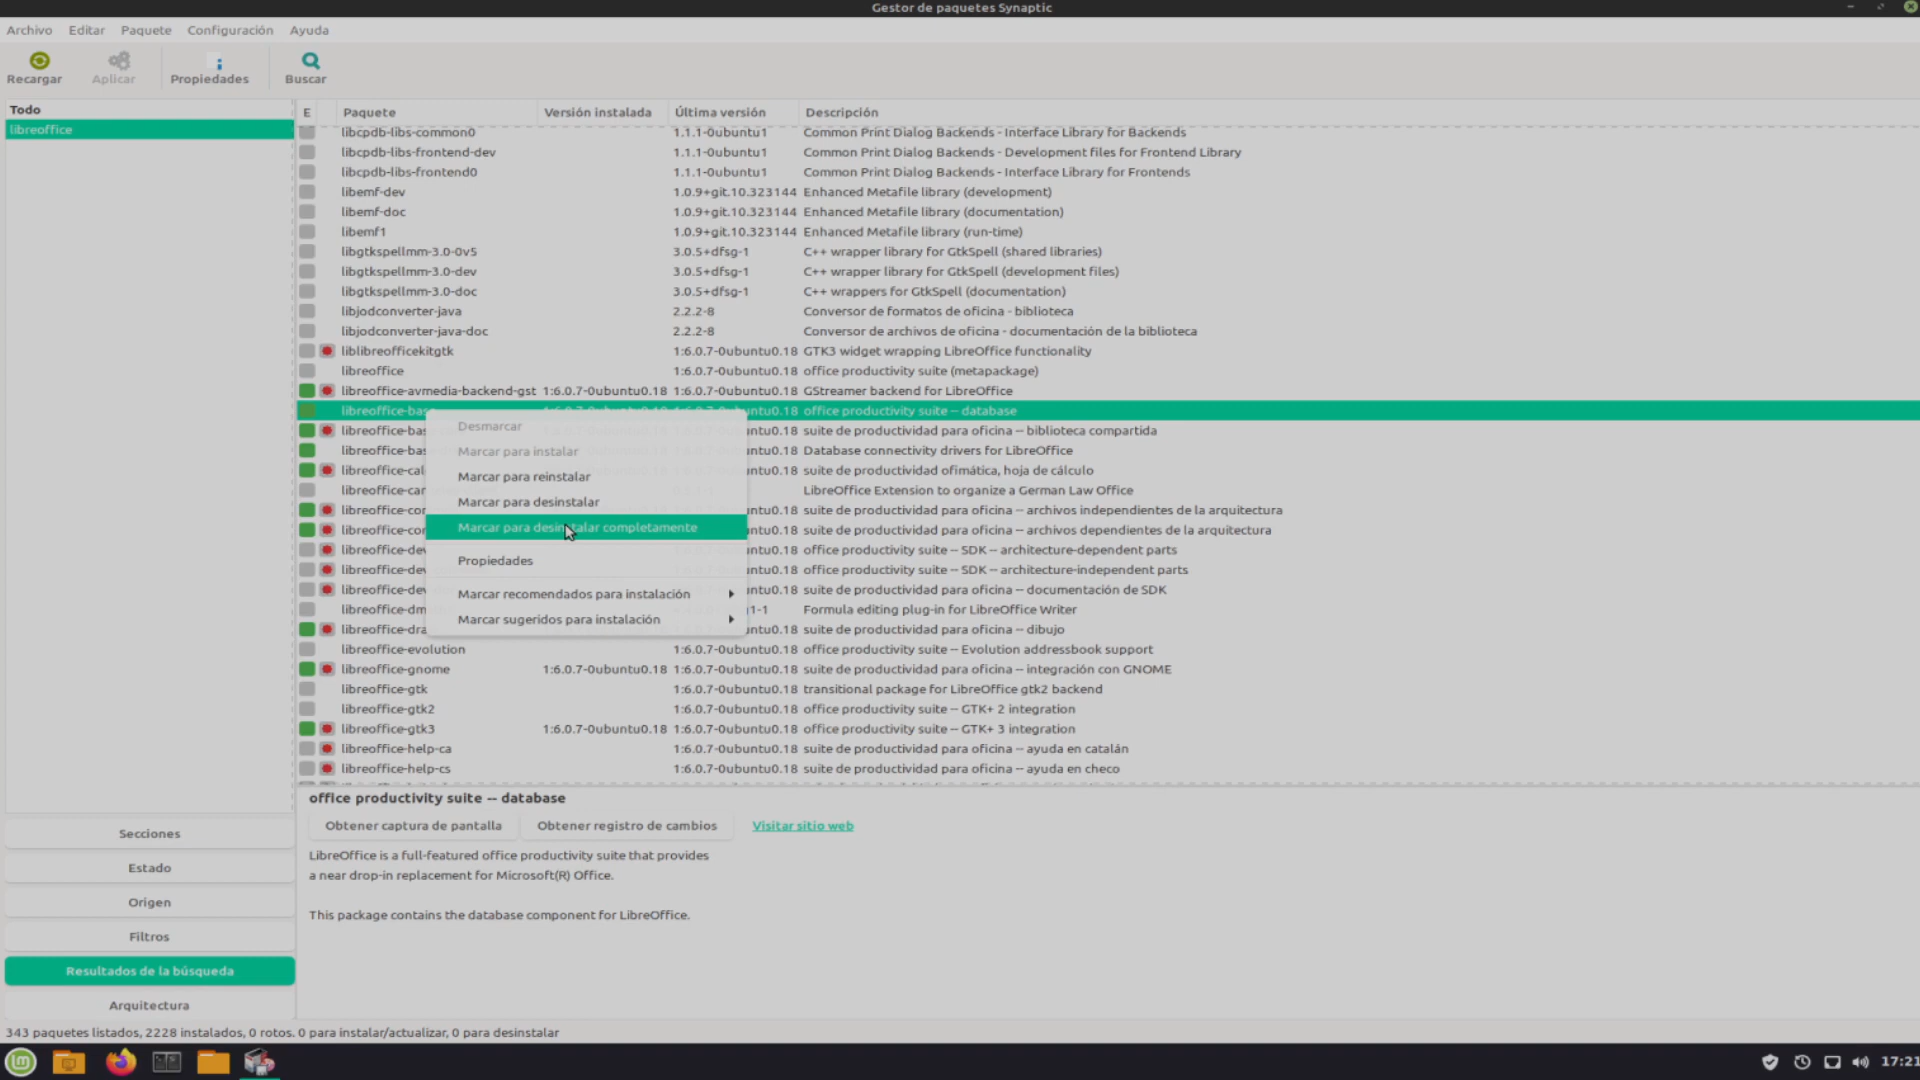 Gestor de paquetes Synaptic
Archivo Editar Paquete Configuración Ayuda
Recargar Aplicar Propiedades Buscar
Todo
libreoffice
E Paquete Versión instalada Última versión Descripción
libcpdb-libs-common0 1.1.1-0ubuntu1 Common Print Dialog Backends - Interface Library for Backends
libcpdb-libs-frontend-dev 1.1.1-0ubuntu1 Common Print Dialog Backends - Development files for Frontend Library
libcpdb-libs-frontend0 1.1.1-0ubuntu1 Common Print Dialog Backends - Interface Library for Frontends
libemf-dev 1.0.9+git.10.323144 Enhanced Metafile library (development)
libemf-doc 1.0.9+git.10.323144 Enhanced Metafile library (documentation)
libemf1 1.0.9+git.10.323144 Enhanced Metafile library (run-time)
libgtkspellmm-3.0-0v5 3.0.5+dfsg-1 C++ wrapper library for GtkSpell (shared libraries)
libgtkspellmm-3.0-dev 3.0.5+dfsg-1 C++ wrapper library for GtkSpell (development files)
libgtkspellmm-3.0-doc 3.0.5+dfsg-1 C++ wrappers for GtkSpell (documentation)
libjodconverter-java 2.2.2-8 Conversor de formatos de oficina - biblioteca
libjodconverter-java-doc 2.2.2-8 Conversor de archivos de oficina - documentación de la biblioteca
liblibreofficekitgtk 1:6.0.7-0ubuntu0.18 GTK3 widget wrapping LibreOffice functionality
libreoffice 1:6.0.7-0ubuntu0.18 office productivity suite (metapackage)
libreoffice-avmedia-backend-gst 1:6.0.7-0ubuntu0.18 1:6.0.7-0ubuntu0.18 GStreamer backend for LibreOffice
libreoffice-base ntu0.18 office productivity suite -- database
libreoffice-bas ntu0.18 suite de productividad para oficina -- biblioteca compartida
libreoffice-bas ntu0.18 Database connectivity drivers for LibreOffice
libreoffice-cal ntu0.18 suite de productividad ofimática, hoja de cálculo
libreoffice-can LibreOffice Extension to organize a German Law Office
libreoffice-con ntu0.18 suite de productividad para oficina -- archivos independientes de la arquitectura
libreoffice-cor ntu0.18 suite de productividad para oficina -- archivos dependientes de la arquitectura
libreoffice-dev ntu0.18 office productivity suite -- SDK -- architecture-dependent parts
libreoffice-dev ntu0.18 office productivity suite -- SDK -- architecture-independent parts
libreoffice-dev ntu0.18 suite de productividad para oficina -- documentación de SDK
libreoffice-dm 1-1 Formula editing plug-in for LibreOffice Writer
libreoffice-dra ntu0.18 suite de productividad para oficina -- dibujo
libreoffice-evolution 1:6.0.7-0ubuntu0.18 office productivity suite -- Evolution addressbook support
libreoffice-gnome 1:6.0.7-0ubuntu0.18 1:6.0.7-0ubuntu0.18 suite de productividad para oficina -- integración con GNOME
libreoffice-gtk 1:6.0.7-0ubuntu0.18 transitional package for LibreOffice gtk2 backend
libreoffice-gtk2 1:6.0.7-0ubuntu0.18 office productivity suite -- GTK+ 2 integration
libreoffice-gtk3 1:6.0.7-0ubuntu0.18 1:6.0.7-0ubuntu0.18 office productivity suite -- GTK+ 3 integration
libreoffice-help-ca 1:6.0.7-0ubuntu0.18 suite de productividad para oficina -- ayuda en catalán
libreoffice-help-cs 1:6.0.7-0ubuntu0.18 suite de productividad para oficina -- ayuda en checo
Desmarcar
Marcar para instalar
Marcar para reinstalar
Marcar para desinstalar
Marcar para desinstalar completamente
Propiedades
Marcar recomendados para instalación
Marcar sugeridos para instalación
office productivity suite -- database
Obtener captura de pantalla Obtener registro de cambios Visitar sitio web
LibreOffice is a full-featured office productivity suite that provides
a near drop-in replacement for Microsoft(R) Office.
This package contains the database component for LibreOffice.
Secciones
Estado
Origen
Filtros
Resultados de la búsqueda
Arquitectura
343 paquetes listados, 2228 instalados, 0 rotos. 0 para instalar/actualizar, 0 para desinstalar
17:21